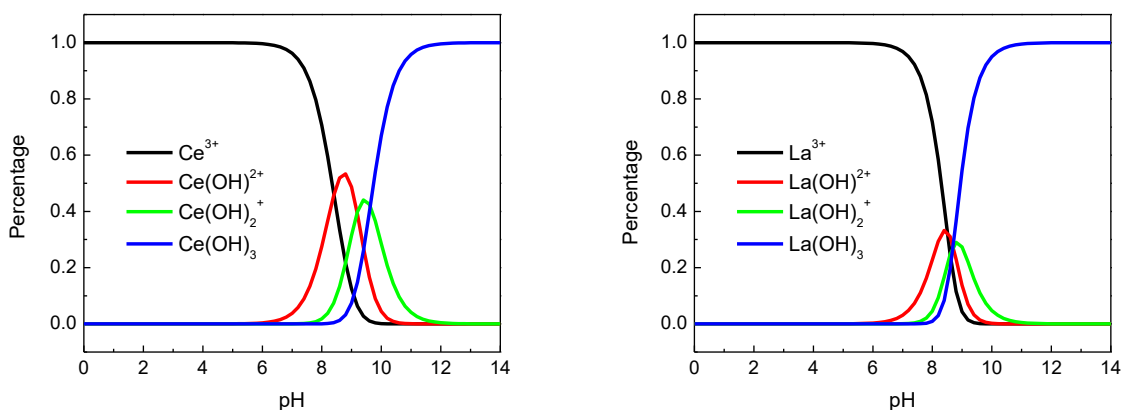 Percentage
1.0
0.8
0.6
0.4
0.2
0.0
Ce³⁺
Ce(OH)²⁺
Ce(OH)₂⁺
Ce(OH)₃
0 2 4 6 8 10 12 14
pH
Percentage
1.0
0.8
0.6
0.4
0.2
0.0
La³⁺
La(OH)²⁺
La(OH)₂⁺
La(OH)₃
0 2 4 6 8 10 12 14
pH